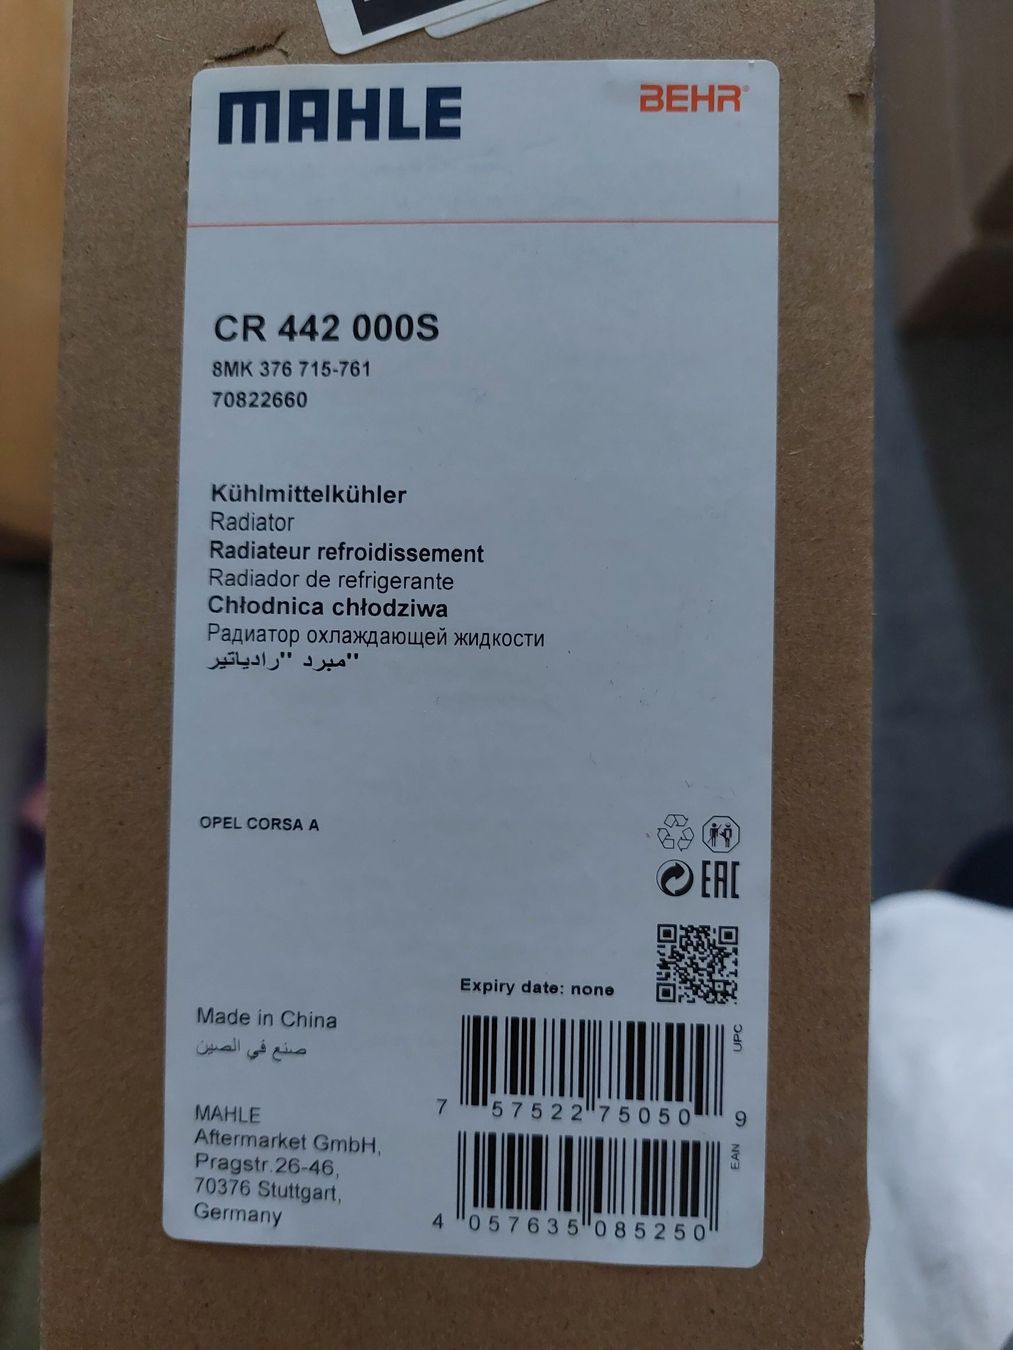 MAHLE
BEHR®
CR 442 000S
8MK 376 715-761
70822660
Kühlmittelkühler
Radiator
Radiateur refroidissement
Radiador de refrigerante
Chłodnica chłodziwa
Радиатор охлаждающей жидкости
مبرد "رادياتير"
OPEL CORSA A
EAC
Expiry date: none
Made in China
صنع في الصين
UPC
7 57522 75050 9
MAHLE
Aftermarket GmbH,
Pragstr.26-46,
70376 Stuttgart,
Germany
EAN
4 057635 085250